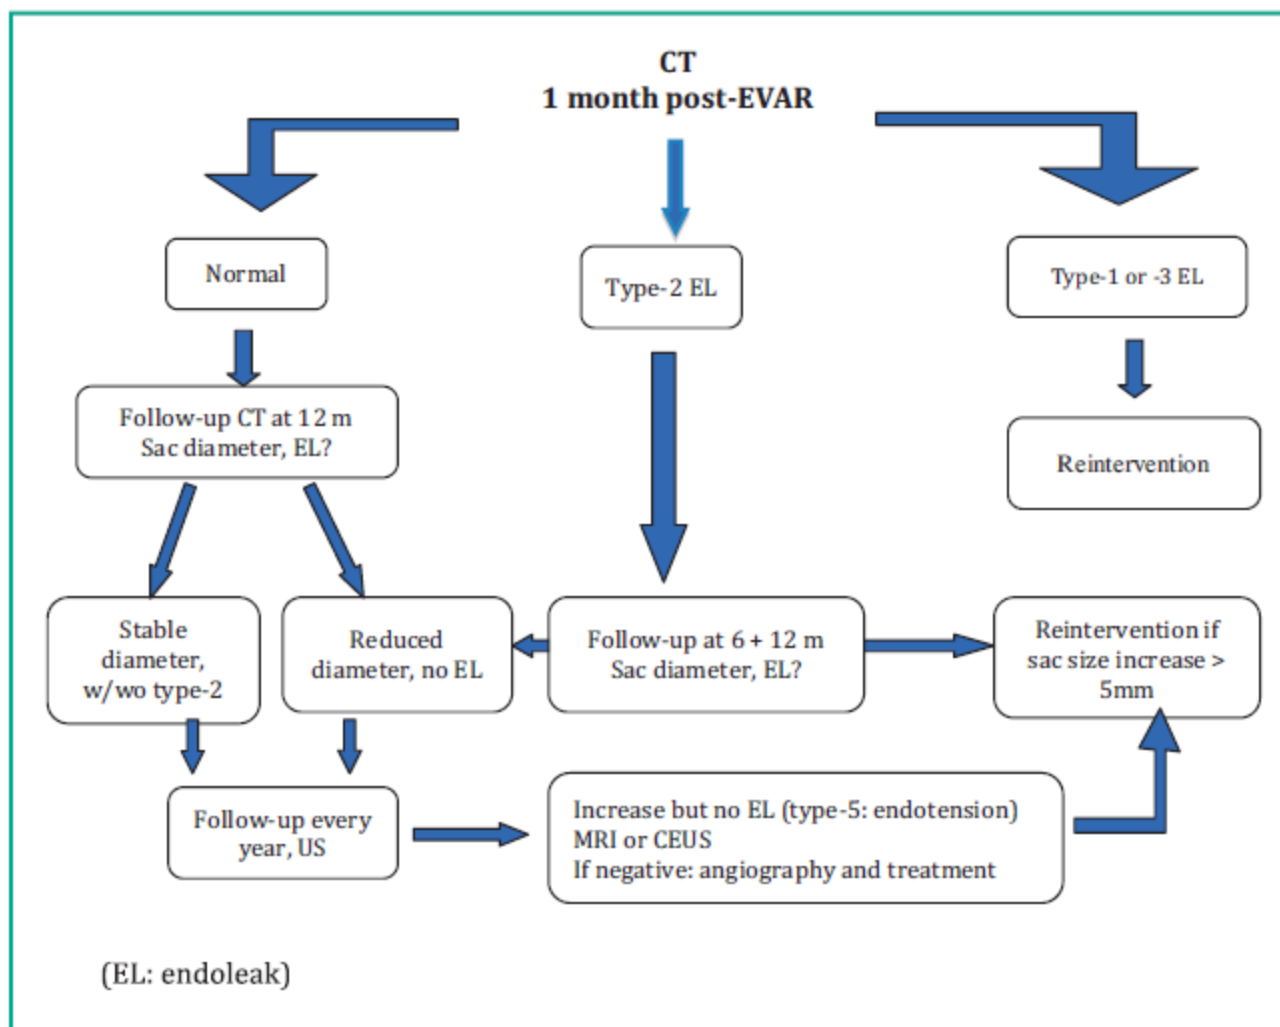 CT
1 month post-EVAR
Normal
Type-2 EL
Type-1 or -3 EL
Follow-up CT at 12 m
Sac diameter, EL?
Reintervention
Stable
diameter,
w/wo type-2
Reduced
diameter, no EL
Follow-up at 6 + 12 m
Sac diameter, EL?
Reintervention if
sac size increase >
5mm
Follow-up every
year, US
Increase but no EL (type-5: endotension)
MRI or CEUS
If negative: angiography and treatment
(EL: endoleak)